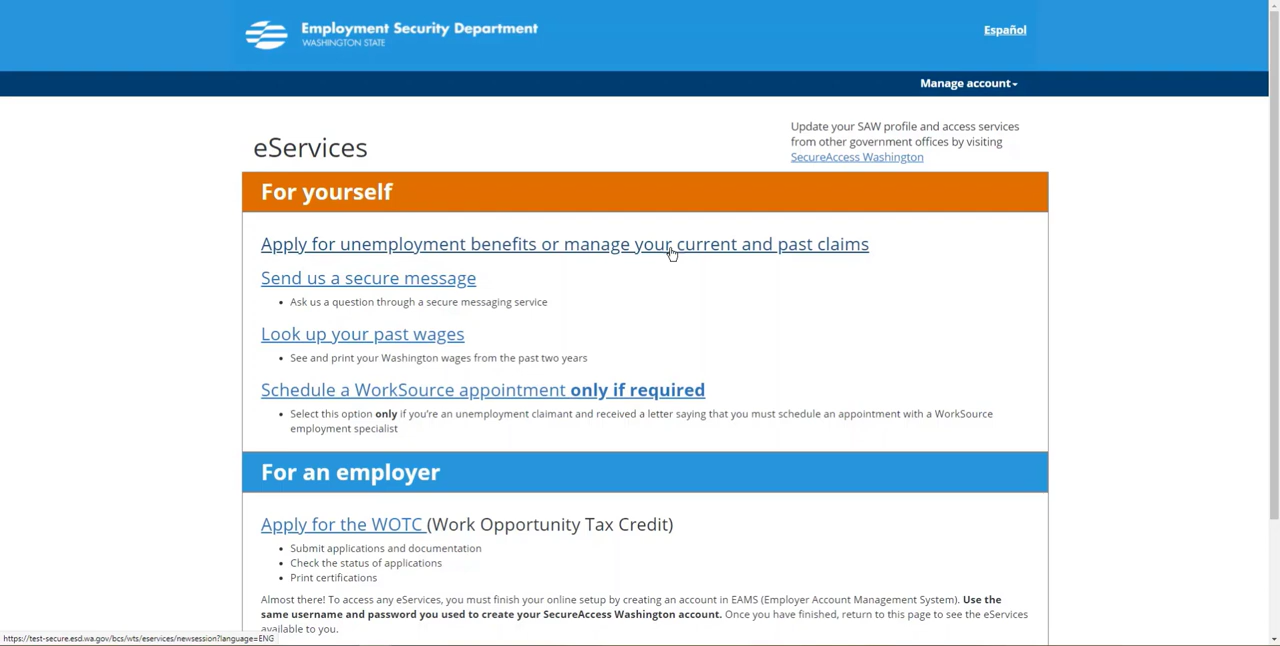 Employment Security Department
WASHINGTON STATE
Español
Manage account
Update your SAW profile and access services
from other government offices by visiting
SecureAccess Washington
eServices
For yourself
Apply for unemployment benefits or manage your current and past claims
Send us a secure message
• Ask us a question through a secure messaging service
Look up your past wages
• See and print your Washington wages from the past two years
Schedule a WorkSource appointment only if required
• Select this option only if you're an unemployment claimant and received a letter saying that you must schedule an appointment with a WorkSource
employment specialist
For an employer
Apply for the WOTC (Work Opportunity Tax Credit)
• Submit applications and documentation
• Check the status of applications
• Print certifications
Almost there! To access any eServices, you must finish your online setup by creating an account in EAMS (Employer Account Management System). Use the
same username and password you used to create your SecureAccess Washington account. Once you have finished, return to this page to see the eServices
available to you.
https://test-secure.esd.wa.gov/bcs/wts/eservices/newsession?language=ENG